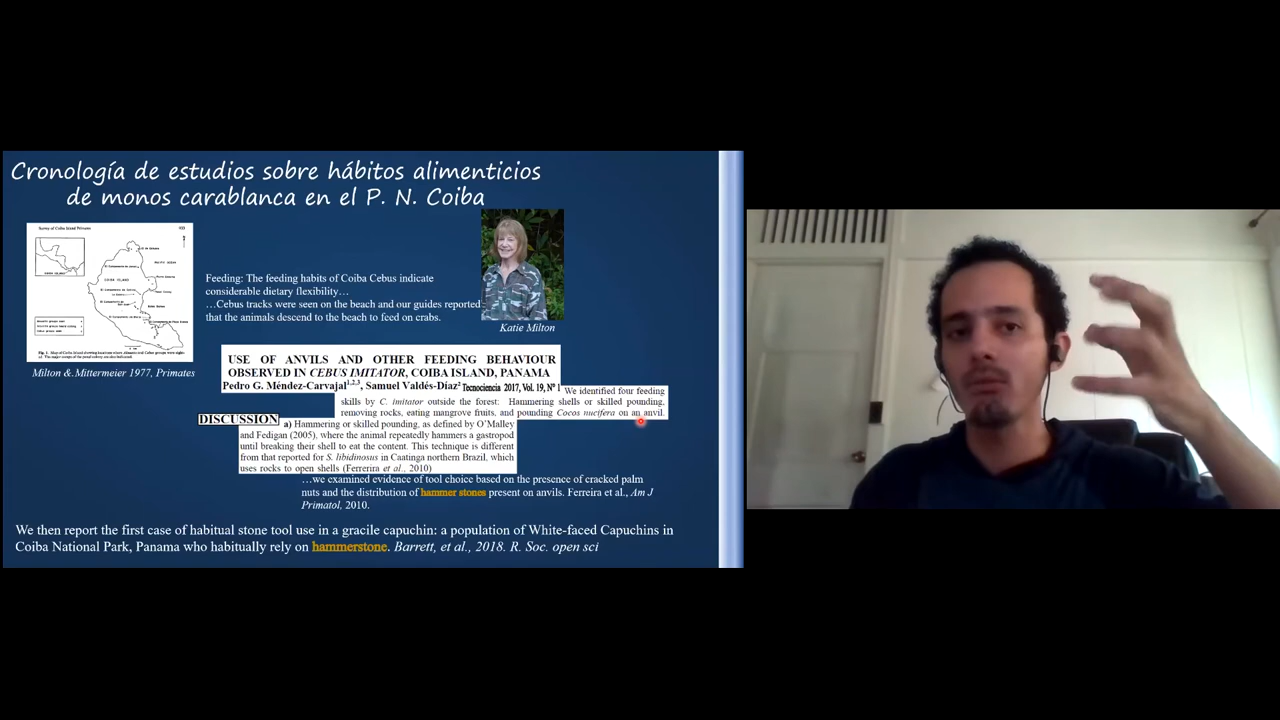 Cronología de estudios sobre hábitos alimenticios
de monos carablanca en el P. N. Coiba
Survey of Coiba Island Primates
COIBA ISLAND
Milton &.Mittermeier 1977, Primates
Feeding: The feeding habits of Coiba Cebus indicate
considerable dietary flexibility…
…Cebus tracks were seen on the beach and our guides reported
that the animals descend to the beach to feed on crabs.
Katie Milton
USE OF ANVILS AND OTHER FEEDING BEHAVIOUR
OBSERVED IN CEBUS IMITATOR, COIBA ISLAND, PANAMA
Pedro G. Méndez-Carvajal1,2,3, Samuel Valdés-Díaz2 Tecnociencia 2017, Vol. 19, Nº 1
We identified four feeding
skills by C. imitator outside the forest: Hammering shells or skilled pounding,
removing rocks, eating mangrove fruits, and pounding Cocos nucifera on an anvil.
DISCUSSION
a) Hammering or skilled pounding, as defined by O'Malley
and Fedigan (2005), where the animal repeatedly hammers a gastropod
until breaking their shell to eat the content. This technique is different
from that reported for S. libidinosus in Caatinga northern Brazil, which
uses rocks to open shells (Ferrerira et al., 2010)
…we examined evidence of tool choice based on the presence of cracked palm
nuts and the distribution of hammer stones present on anvils. Ferreira et al., Am J
Primatol, 2010.
We then report the first case of habitual stone tool use in a gracile capuchin: a population of White-faced Capuchins in
Coiba National Park, Panama who habitually rely on hammerstone. Barrett, et al., 2018. R. Soc. open sci